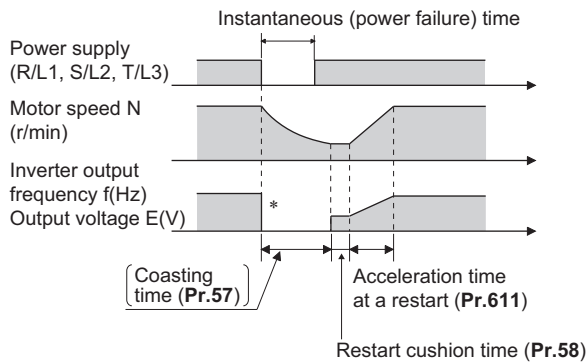 Instantaneous (power failure) time
Power supply
(R/L1, S/L2, T/L3)
Motor speed N
(r/min)
Inverter output
frequency f(Hz)
Output voltage E(V)
*
Coasting
time (Pr.57)
Acceleration time
at a restart (Pr.611)
Restart cushion time (Pr.58)